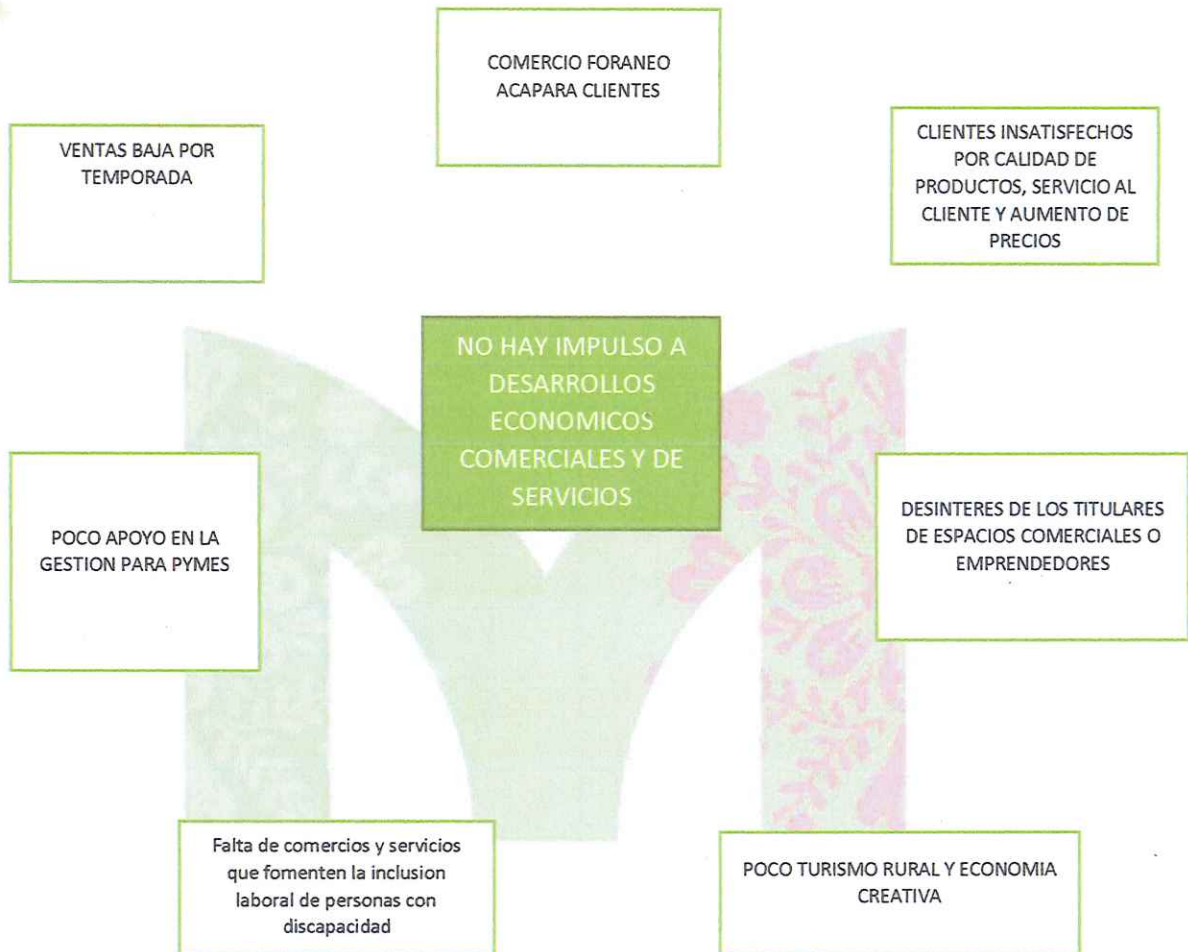 COMERCIO FORANEO
ACAPARA CLIENTES
VENTAS BAJA POR
TEMPORADA
CLIENTES INSATISFECHOS
POR CALIDAD DE
PRODUCTOS, SERVICIO AL
CLIENTE Y AUMENTO DE
PRECIOS
NO HAY IMPULSO A
DESARROLLOS
ECONOMICOS
COMERCIALES Y DE
SERVICIOS
POCO APOYO EN LA
GESTION PARA PYMES
DESINTERES DE LOS TITULARES
DE ESPACIOS COMERCIALES O
EMPRENDEDORES
Falta de comercios y servicios
que fomenten la inclusion
laboral de personas con
discapacidad
POCO TURISMO RURAL Y ECONOMIA
CREATIVA